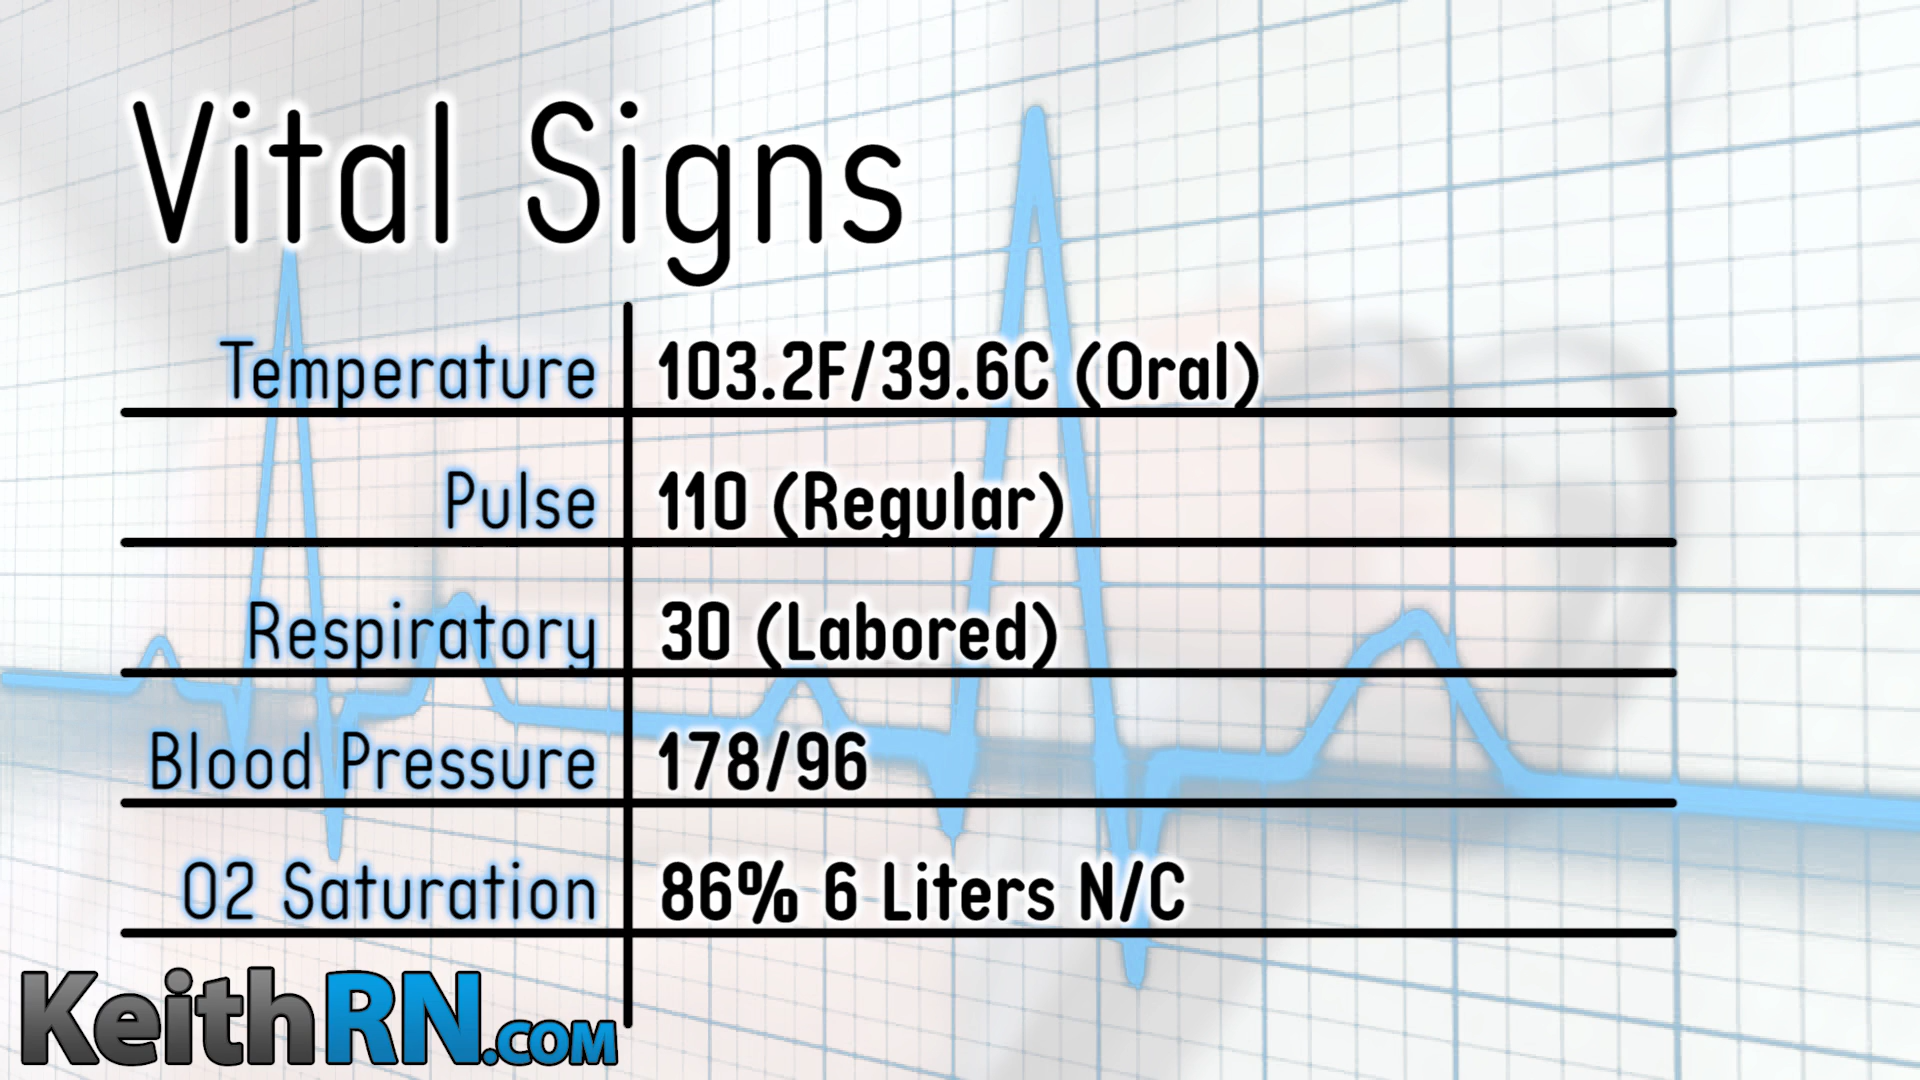 Vital Signs
Temperature 103.2F/39.6C (Oral)
Pulse 110 (Regular)
Respiratory 30 (Labored)
Blood Pressure 178/96
O2 Saturation 86% 6 Liters N/C
KeithRN.COM